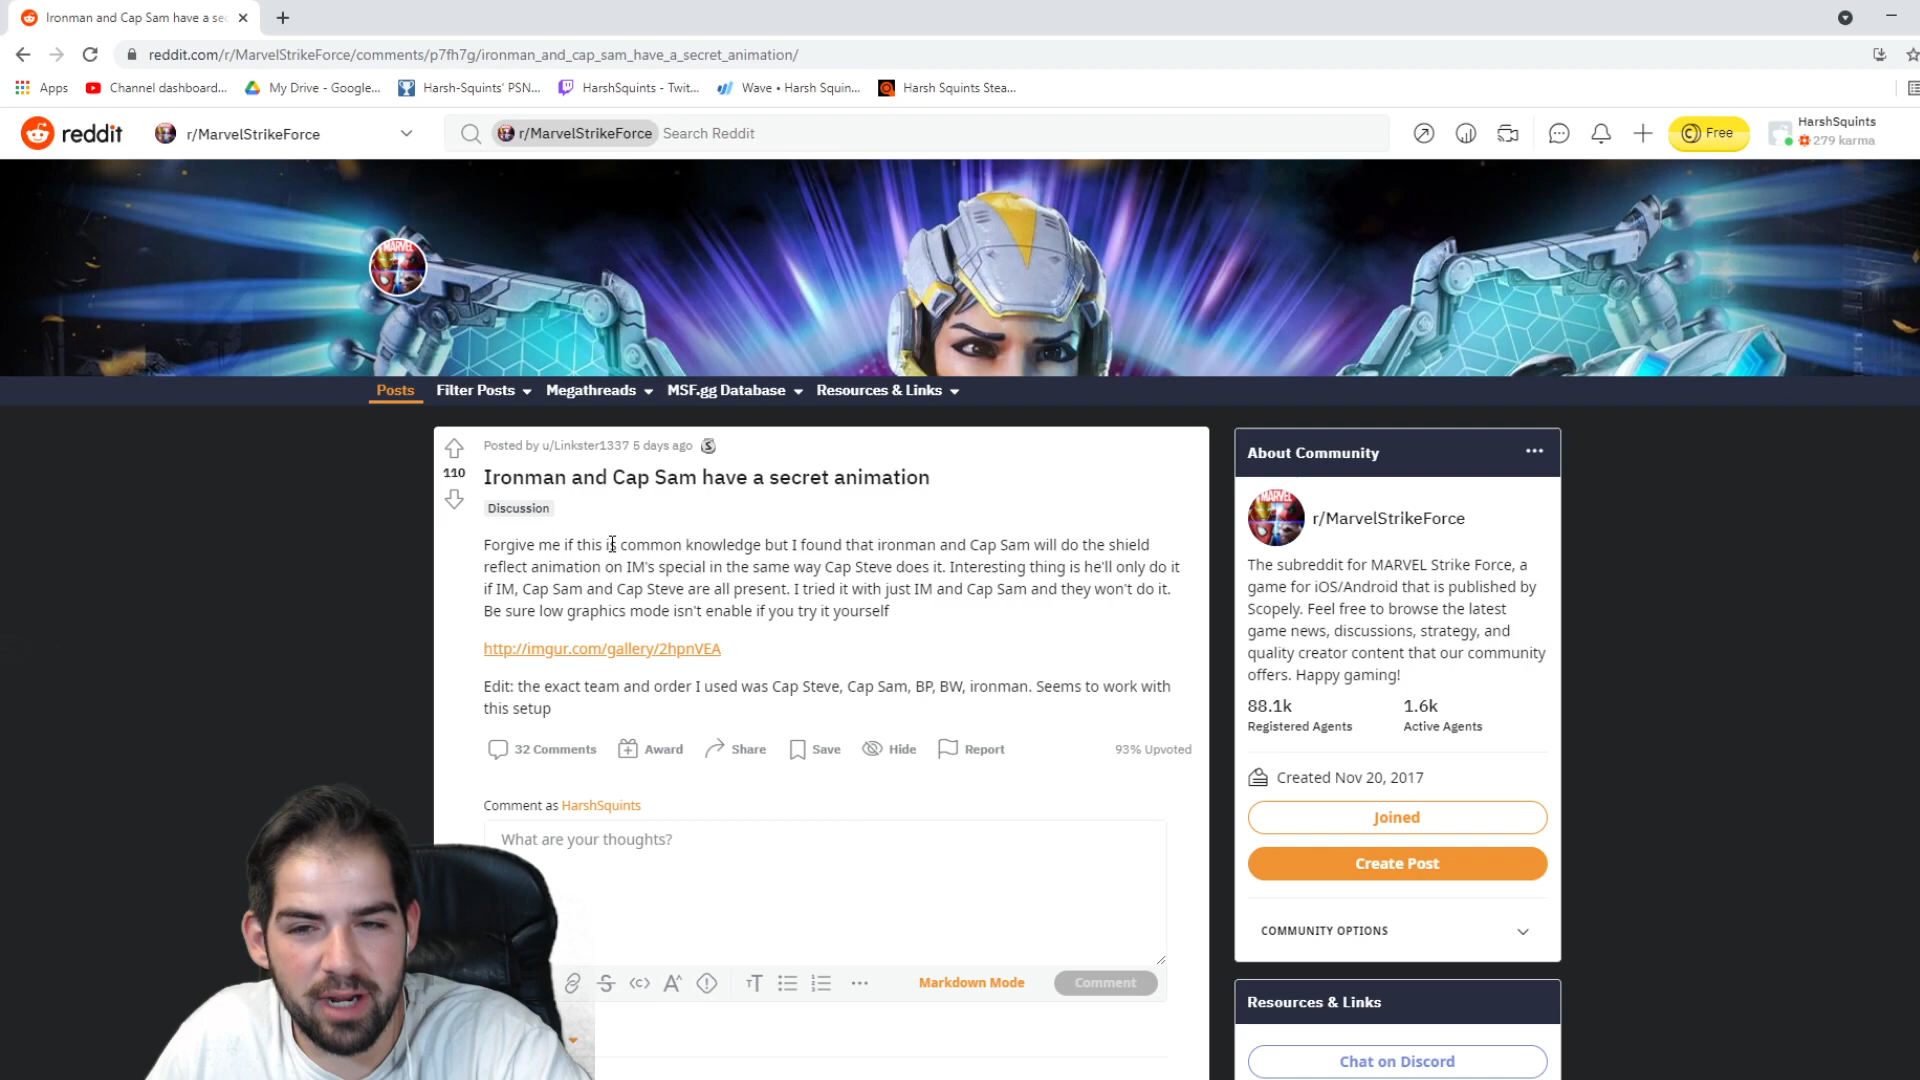 Ironman and Cap Sam have a sec
reddit.com/r/MarvelStrikeForce/comments/p7fh7g/ironman_and_cap_sam_have_a_secret_animation/
Apps
Channel dashboard...
My Drive - Google...
Harsh-Squints' PSN...
HarshSquints - Twit...
Wave • Harsh Squin...
Harsh Squints Stea...
reddit
r/MarvelStrikeForce
r/MarvelStrikeForce Search Reddit
Free
HarshSquints
279 karma
MARVEL
Posts
Filter Posts
Megathreads
MSF.gg Database
Resources & Links
Posted by u/Linkster1337 5 days ago
110
Ironman and Cap Sam have a secret animation
Discussion
Forgive me if this is common knowledge but I found that ironman and Cap Sam will do the shield
reflect animation on IM's special in the same way Cap Steve does it. Interesting thing is he'll only do it
if IM, Cap Sam and Cap Steve are all present. I tried it with just IM and Cap Sam and they won't do it.
Be sure low graphics mode isn't enable if you try it yourself
http://imgur.com/gallery/2hpnVEA
Edit: the exact team and order I used was Cap Steve, Cap Sam, BP, BW, ironman. Seems to work with
this setup
32 Comments
Award
Share
Save
Hide
Report
93% Upvoted
Comment as HarshSquints
What are your thoughts?
Markdown Mode
Comment
About Community
MARVEL
r/MarvelStrikeForce
The subreddit for MARVEL Strike Force, a
game for iOS/Android that is published by
Scopely. Feel free to browse the latest
game news, discussions, strategy, and
quality creator content that our community
offers. Happy gaming!
88.1k
1.6k
Registered Agents
Active Agents
Created Nov 20, 2017
Joined
Create Post
COMMUNITY OPTIONS
Resources & Links
Chat on Discord